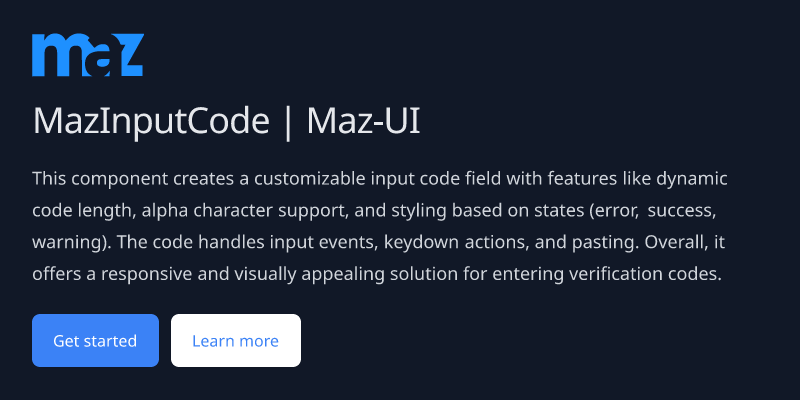 maz
MazInputCode | Maz-UI
This component creates a customizable input code field with features like dynamic
code length, alpha character support, and styling based on states (error,  success,
warning). The code handles input events, keydown actions, and pasting. Overall, it
offers a responsive and visually appealing solution for entering verification codes.
Get started
Learn more